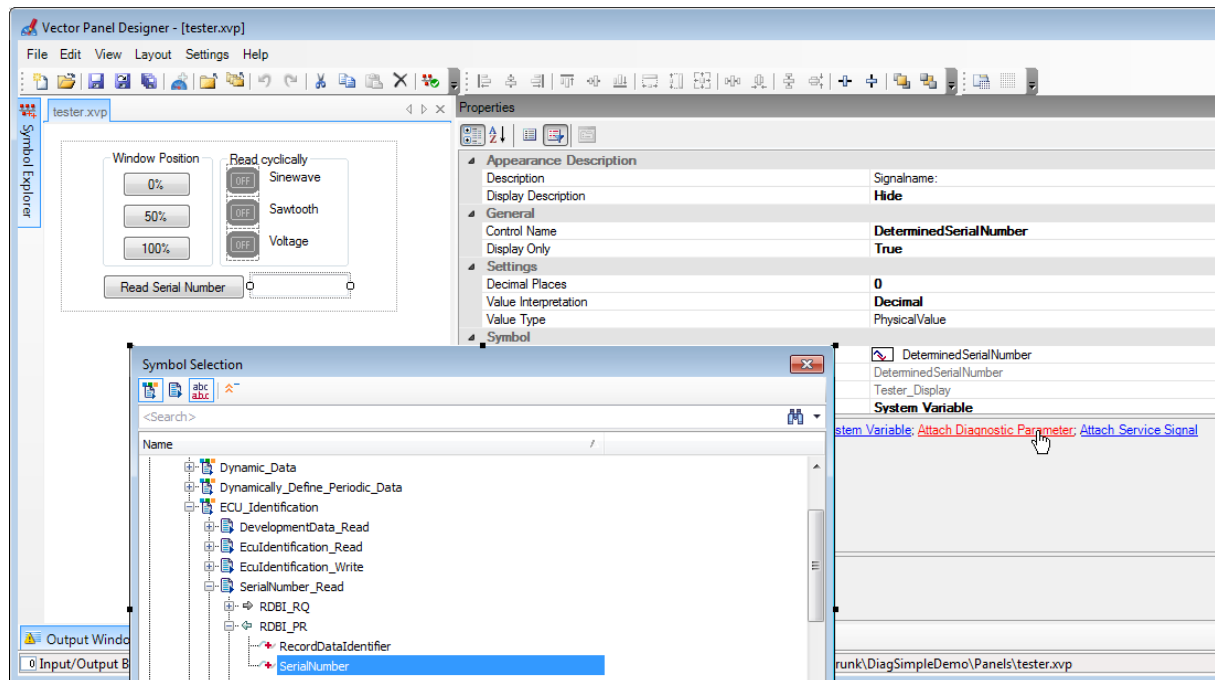 Vector Panel Designer - [tester.xvp]
File Edit View Layout Settings Help
tester.xvp
Properties
Symbol Explorer
Window Position
Read cyclically
0%
OFF Sinewave
50%
OFF Sawtooth
100%
OFF Voltage
Read Serial Number
Appearance Description
Description Signalname:
Display Description Hide
General
Control Name DeterminedSerialNumber
Display Only True
Settings
Decimal Places 0
Value Interpretation Decimal
Value Type PhysicalValue
Symbol
DeterminedSerialNumber
DeterminedSerialNumber
Tester_Display
System Variable
stem Variable; Attach Diagnostic Parameter; Attach Service Signal
Symbol Selection
abc
abc
<Search>
Name
Dynamic_Data
Dynamically_Define_Periodic_Data
ECU_Identification
DevelopmentData_Read
EcuIdentification_Read
EcuIdentification_Write
SerialNumber_Read
RDBI_RQ
RDBI_PR
RecordDataIdentifier
SerialNumber
Output Windo
0 Input/Output B
runk\DiagSimpleDemo\Panels\tester.xvp